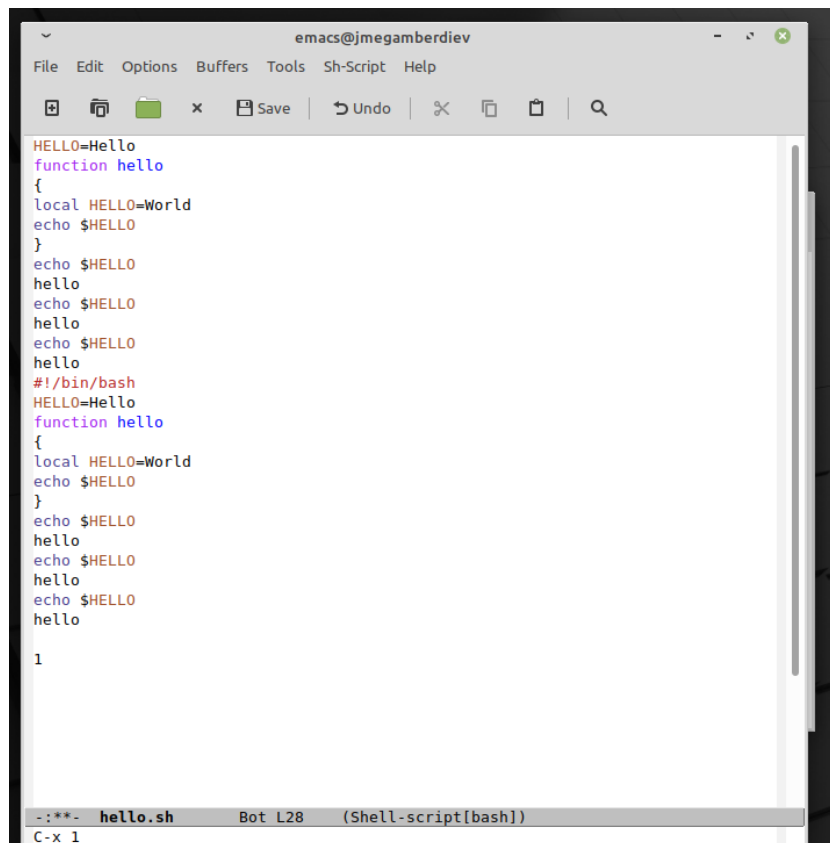 emacs@jmegamberdiev
File Edit Options Buffers Tools Sh-Script Help
Save Undo
HELLO=Hello
function hello
{
local HELLO=World
echo $HELLO
}
echo $HELLO
hello
echo $HELLO
hello
echo $HELLO
hello
#!/bin/bash
HELLO=Hello
function hello
{
local HELLO=World
echo $HELLO
}
echo $HELLO
hello
echo $HELLO
hello
echo $HELLO
hello
1
-:**- hello.sh Bot L28 (Shell-script[bash])
C-x 1